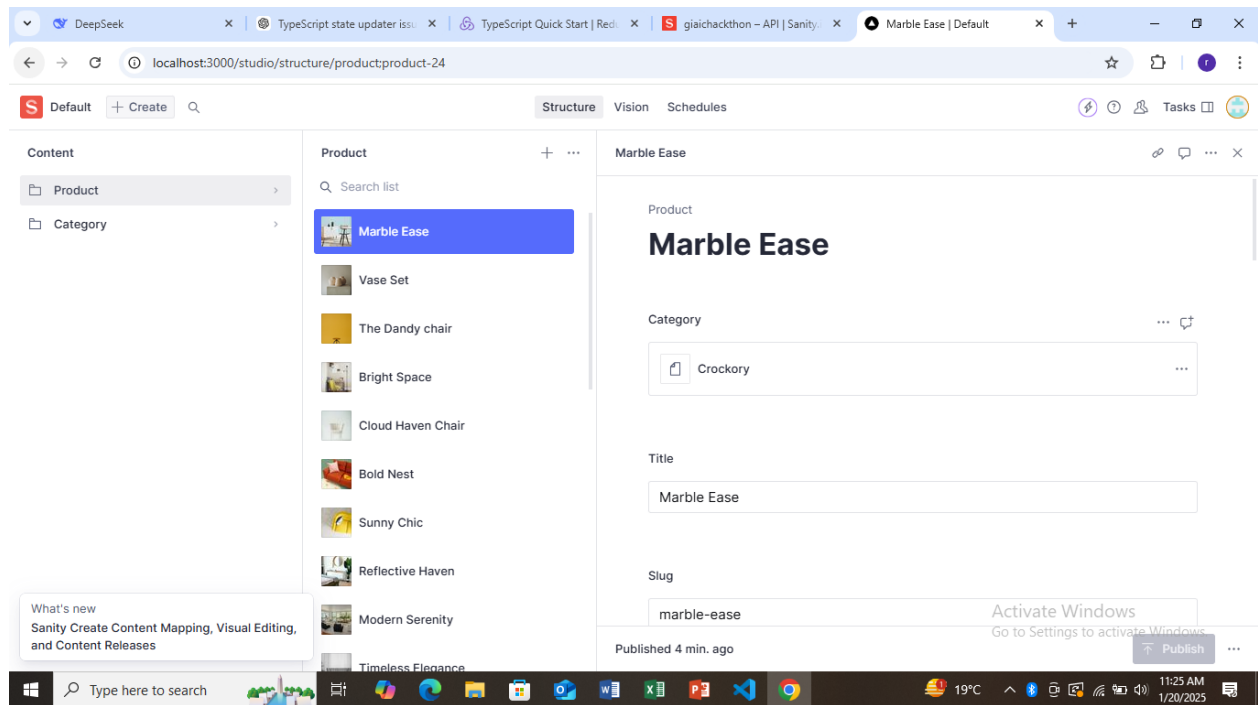 DeepSeek
TypeScript state updater issu
TypeScript Quick Start | Redu
giaichackthon – API | Sanity.
Marble Ease | Default
localhost:3000/studio/structure/product;product-24
r
S Default
+ Create
Structure
Vision
Schedules
Tasks
Content
Product
Category
Product
Search list
Marble Ease
Vase Set
The Dandy chair
Bright Space
Cloud Haven Chair
Bold Nest
Sunny Chic
Reflective Haven
Modern Serenity
Timeless Elegance
Marble Ease
Product
Marble Ease
Category
Crockory
Title
Marble Ease
Slug
marble-ease
Activate Windows
Go to Settings to activate Windows.
Published 4 min. ago
Publish
What's new
Sanity Create Content Mapping, Visual Editing,
and Content Releases
Type here to search
19°C
11:25 AM
1/20/2025